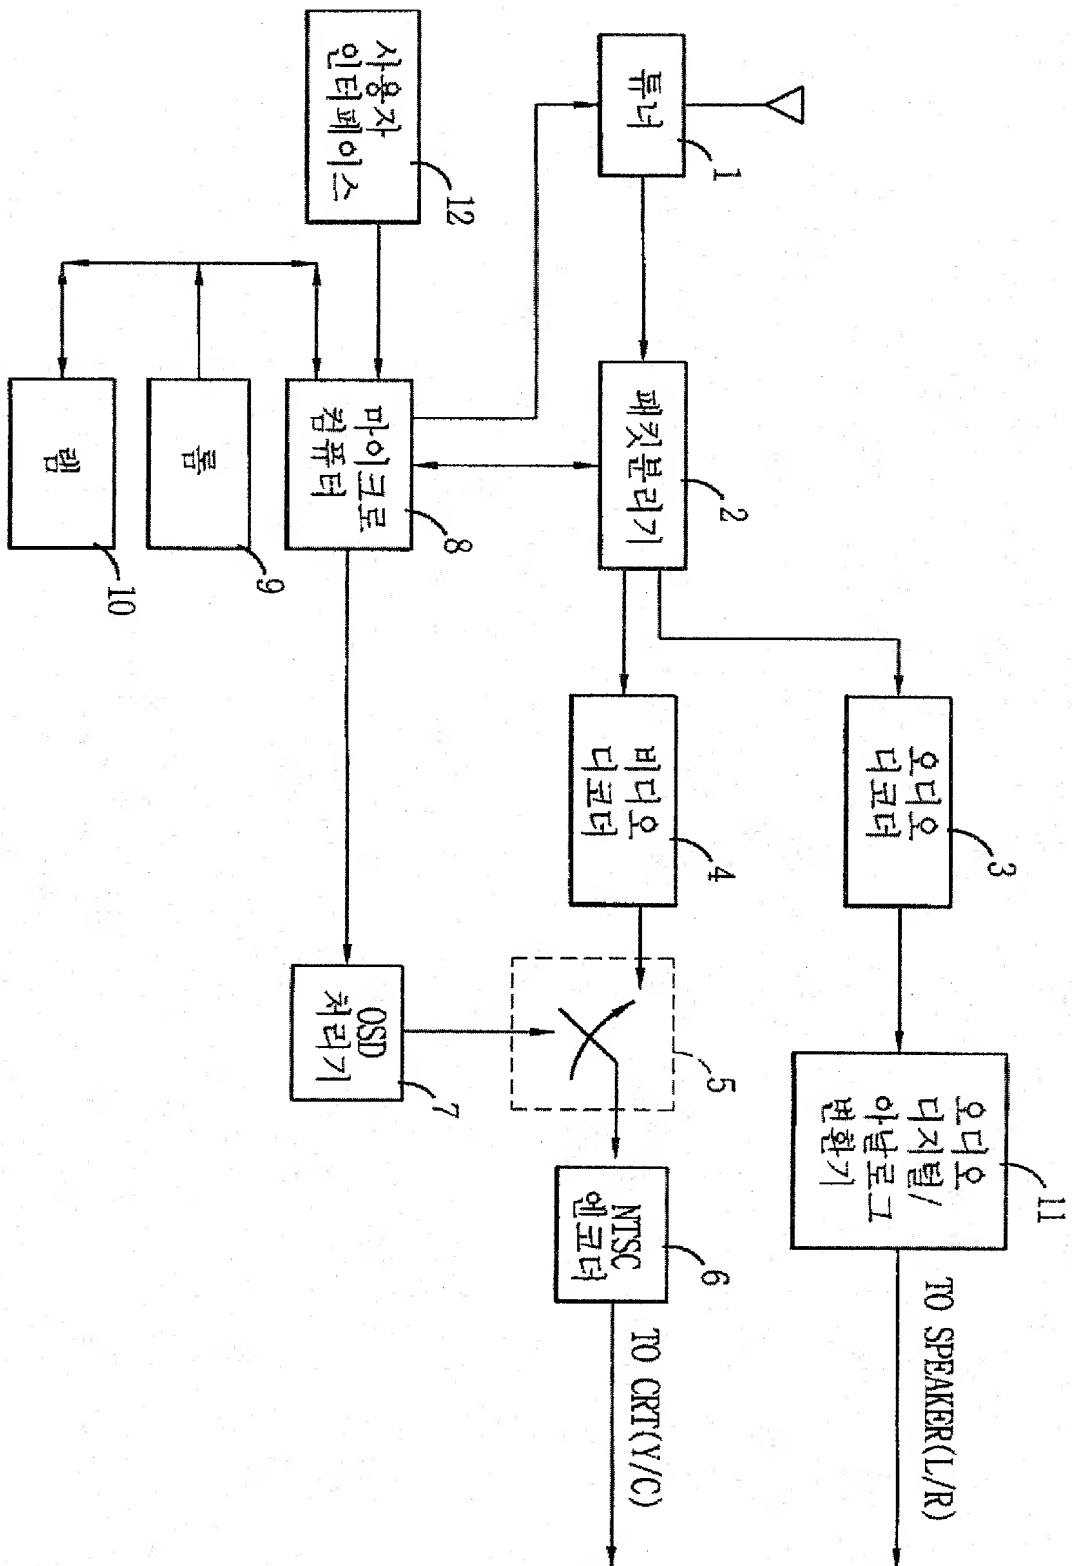 튜너
1
패킷분리기
2
오디오
디코더
3
오디오
디지털/
아날로그
변환기
11
TO SPEAKER(L/R)
비디오
디코더
4
5
NTSC
엔코더
6
TO CRT(Y/C)
사용자
인터페이스
12
마이크로
컴퓨터
8
OSD
처리기
7
롬
9
램
10